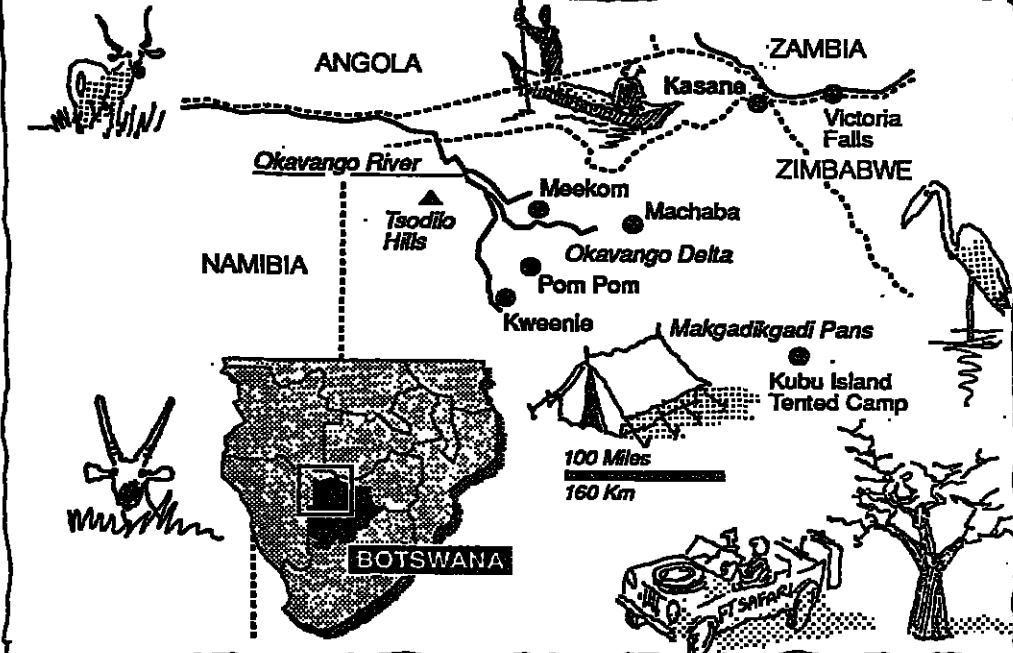 ANGOLA
ZAMBIA
Kasane
Victoria
Falls
Okavango River
ZIMBABWE
Meekom
Tsodilo
Hills
Machaba
NAMIBIA
Okavango Delta
Pom Pom
Kweenie
Makgadikgadi Pans
Kubu Island
Tented Camp
100 Miles
160 Km
BOTSWANA
FT SAFARI